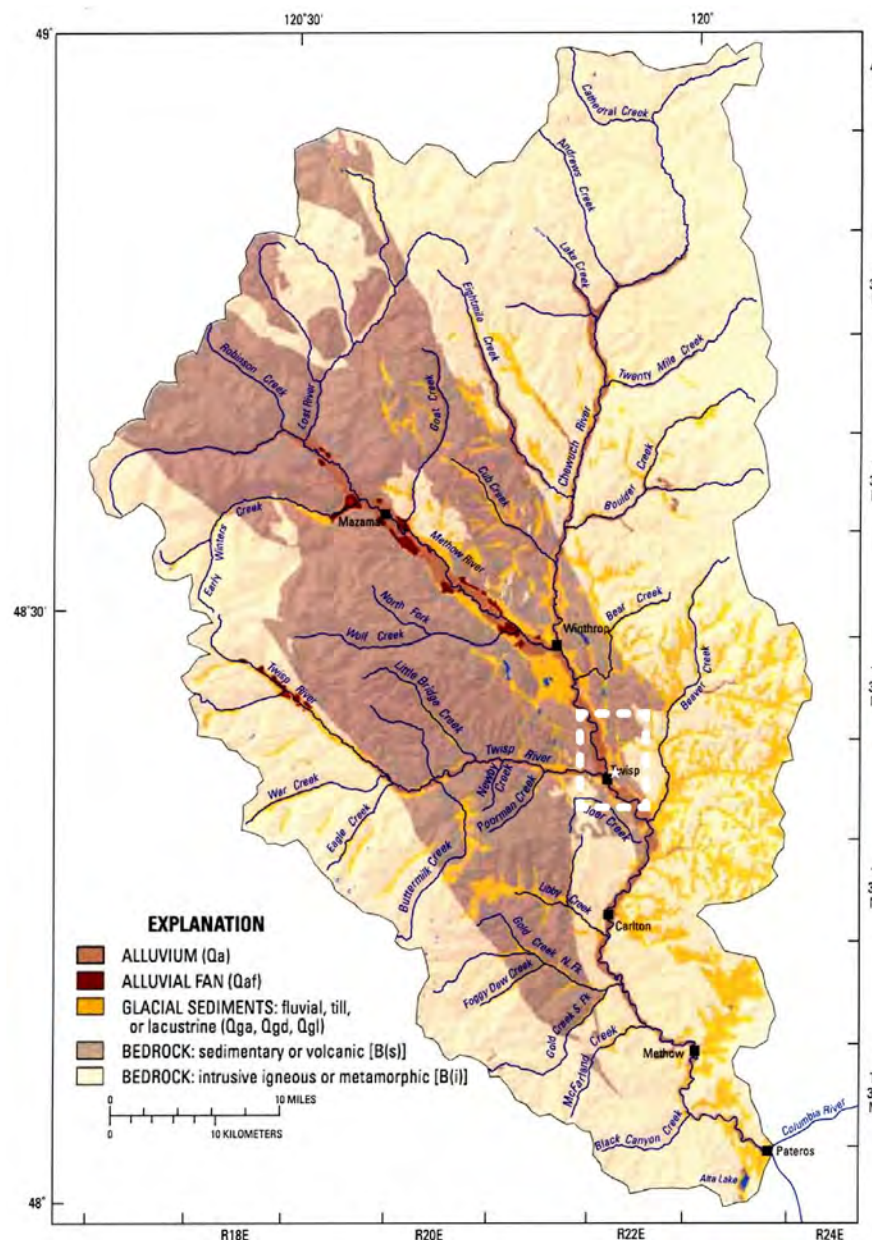 120°30'
120°
49°
Cathedral Creek
Andrews Creek
Lake Creek
Eightmile Creek
Twenty Mile Creek
Robinson Creek
Lost River
Goat Creek
Chewuch River
Boulder Creek
Cub Creek
Early Winters Creek
Mazama
Methow River
48°30'
North Fork
Wolf Creek
Winthrop
Bear Creek
Beaver Creek
Little Bridge Creek
Twisp River
Twisp River
Twisp
Newby Creek
Poorman Creek
War Creek
Eagle Creek
Buttermilk Creek
Libby Creek
Carlton
Gold Creek N. Fk.
Foggy Dew Creek
Gold Creek S. Fk.
McFarland Creek
Methow
Black Canyon Creek
Columbia River
Pateros
Alta Lake
EXPLANATION
ALLUVIUM (Qa)
ALLUVIAL FAN (Qaf)
GLACIAL SEDIMENTS: fluvial, till,
or lacustrine (Qga, Qgd, Qgl)
BEDROCK: sedimentary or volcanic [B(s)]
BEDROCK: intrusive igneous or metamorphic [B(i)]
0 10 MILES
0 10 KILOMETERS
48°
R18E
R20E
R22E
R24E